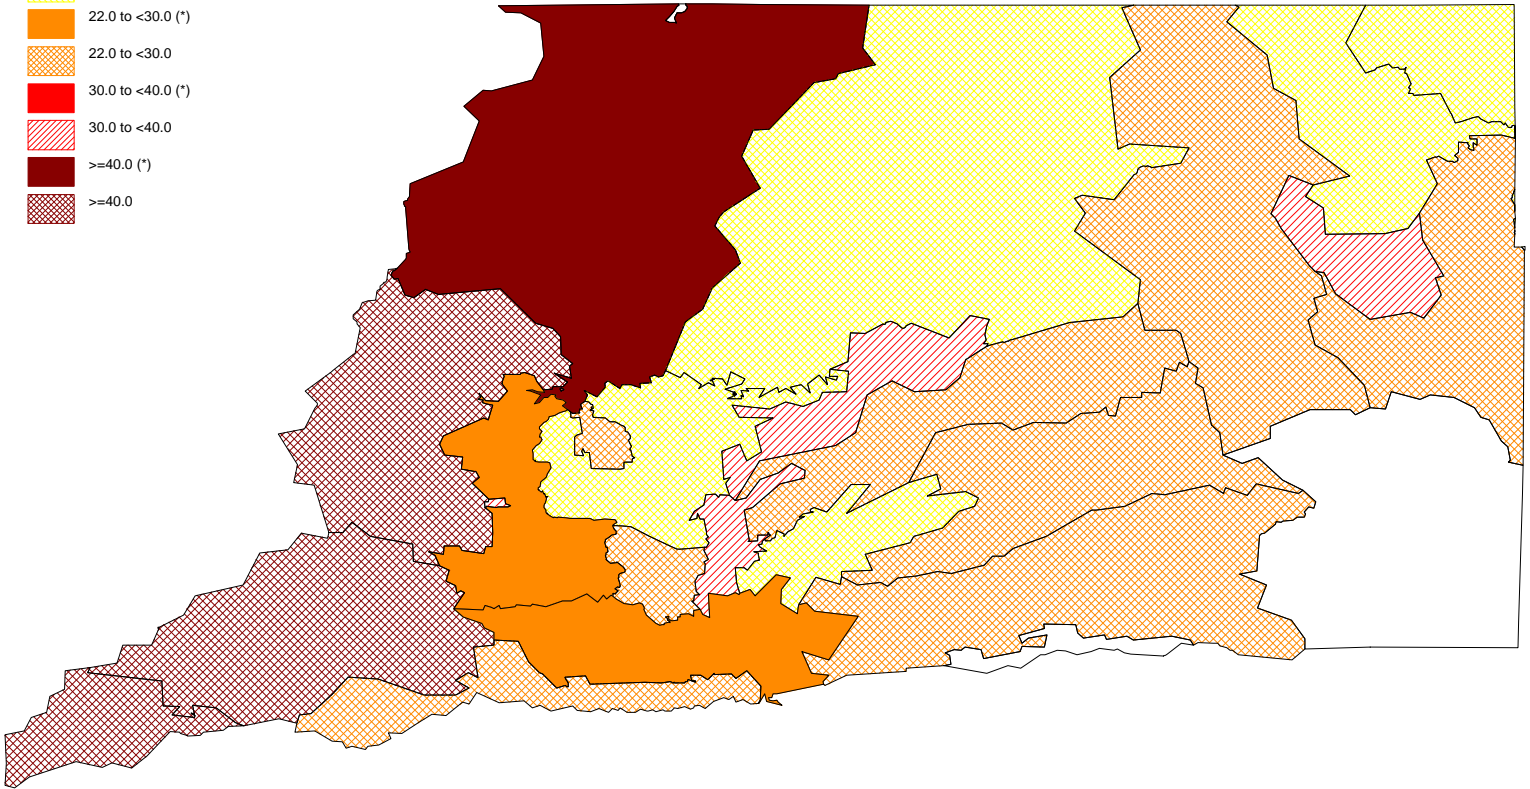 22.0 to <30.0 (*)
22.0 to <30.0
30.0 to <40.0 (*)
30.0 to <40.0
>=40.0 (*)
>=40.0